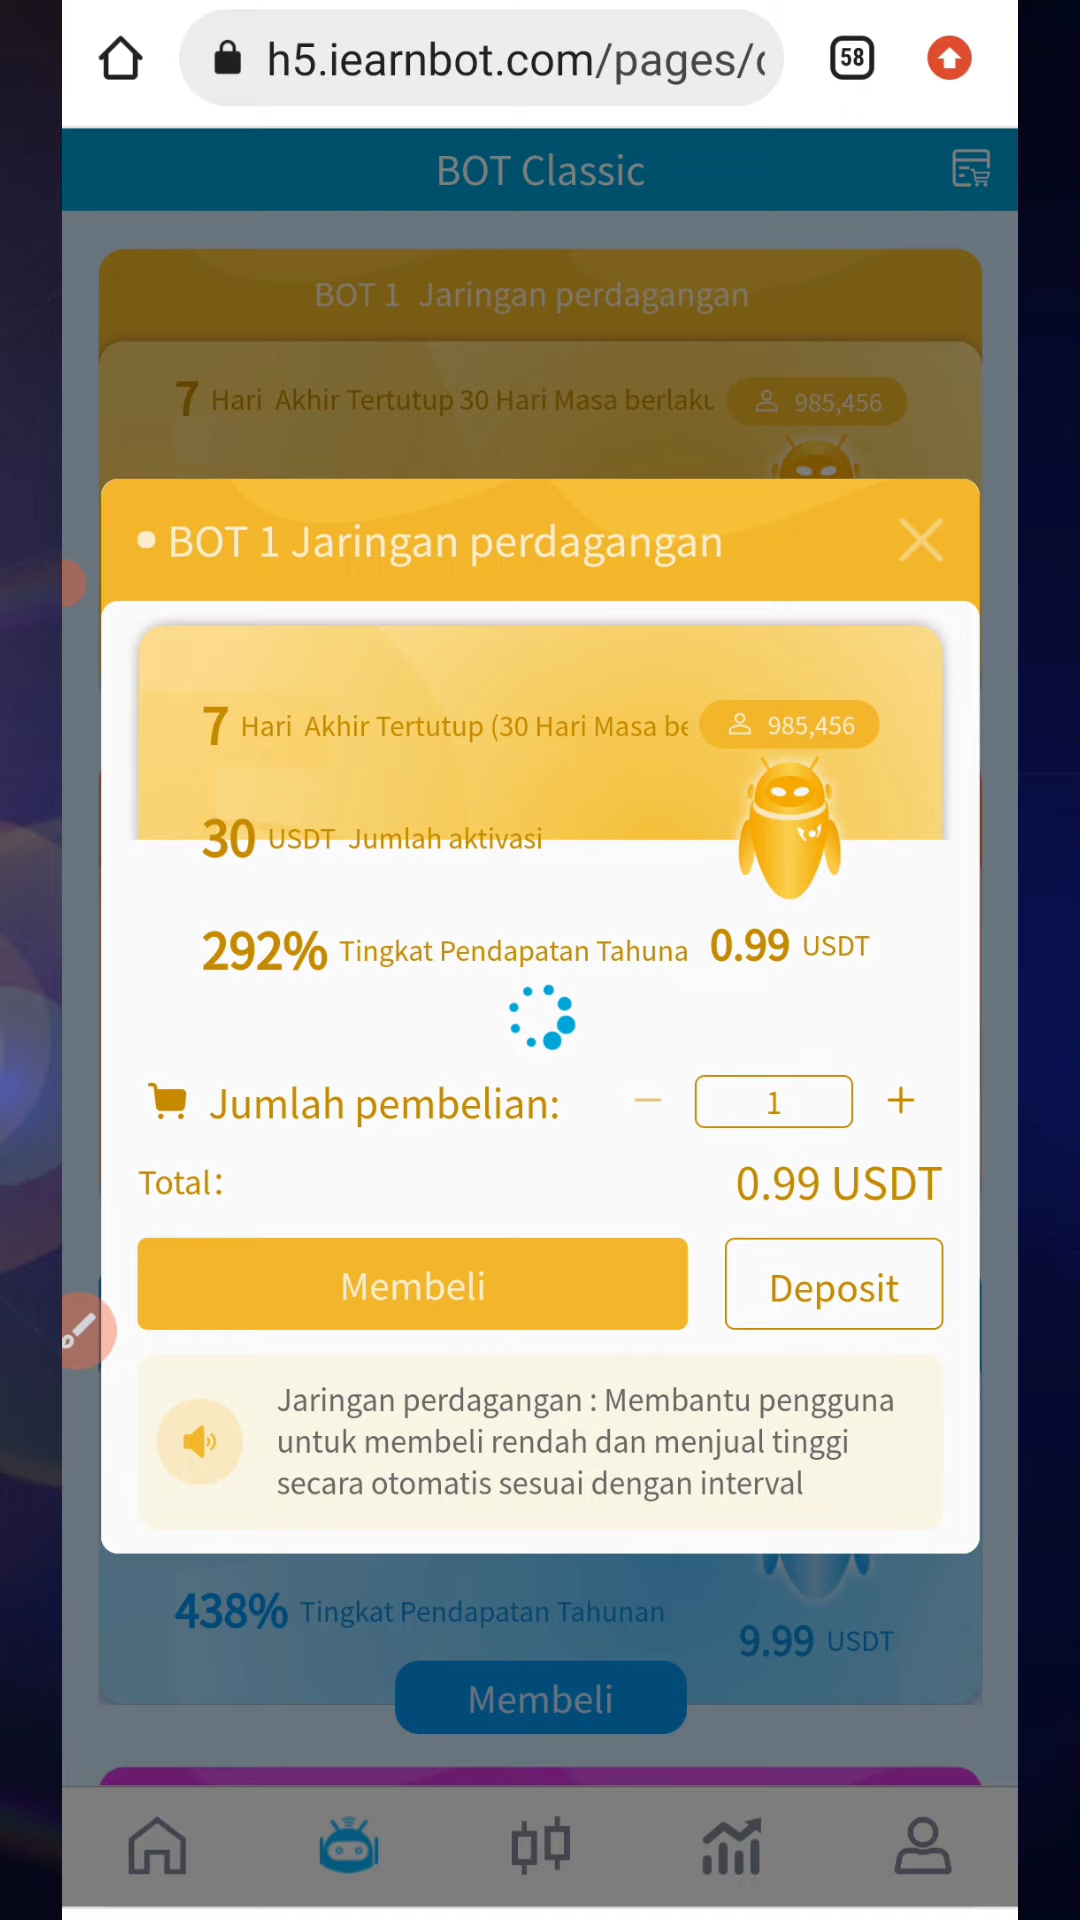 h5.iearnbot.com/pages/
58
BOT Classic
BOT 1 Jaringan perdagangan
7 Hari Akhir Tertutup 30 Hari Masa berlaku
985,456
BOT 1 Jaringan perdagangan
7 Hari Akhir Tertutup (30 Hari Masa be
985,456
30 USDT Jumlah aktivasi
292% Tingkat Pendapatan Tahuna
0.99 USDT
Jumlah pembelian:
1
Total:
0.99 USDT
Membeli
Deposit
Jaringan perdagangan : Membantu pengguna
untuk membeli rendah dan menjual tinggi
secara otomatis sesuai dengan interval
438% Tingkat Pendapatan Tahunan
9.99 USDT
Membeli